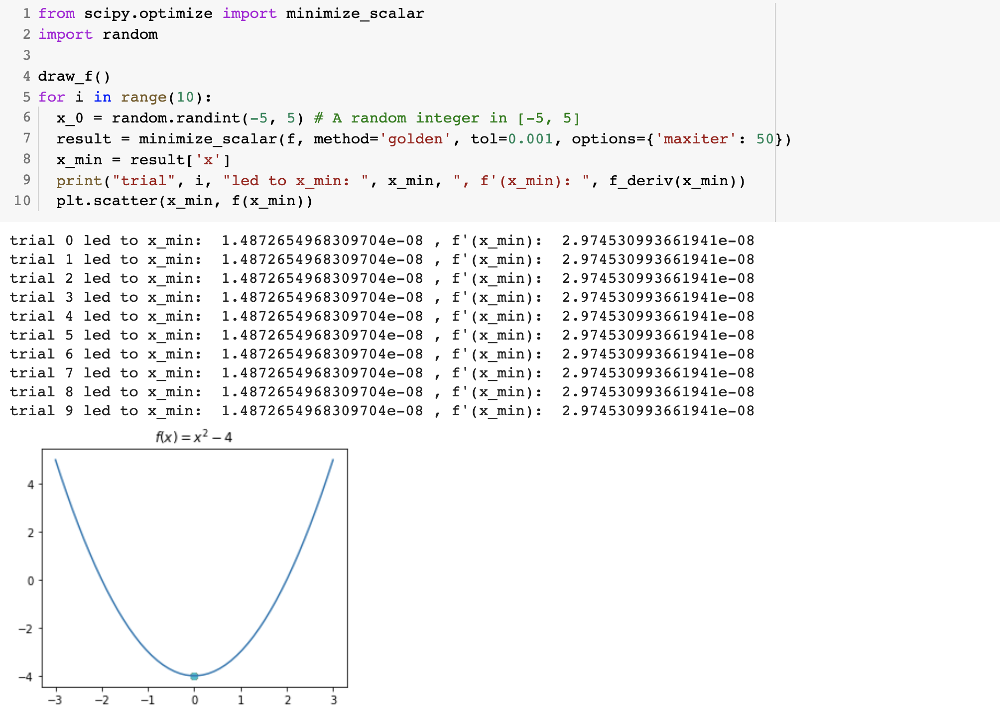 1 from scipy.optimize import minimize_scalar
2 import random
3
4 draw_f()
5 for i in range(10):
6   x_0 = random.randint(-5, 5) # A random integer in [-5, 5]
7   result = minimize_scalar(f, method='golden', tol=0.001, options={'maxiter': 50})
8   x_min = result['x']
9   print("trial", i, "led to x_min: ", x_min, ", f'(x_min): ", f_deriv(x_min))
10   plt.scatter(x_min, f(x_min))
trial 0 led to x_min:  1.4872654968309704e-08 , f'(x_min):  2.974530993661941e-08
trial 1 led to x_min:  1.4872654968309704e-08 , f'(x_min):  2.974530993661941e-08
trial 2 led to x_min:  1.4872654968309704e-08 , f'(x_min):  2.974530993661941e-08
trial 3 led to x_min:  1.4872654968309704e-08 , f'(x_min):  2.974530993661941e-08
trial 4 led to x_min:  1.4872654968309704e-08 , f'(x_min):  2.974530993661941e-08
trial 5 led to x_min:  1.4872654968309704e-08 , f'(x_min):  2.974530993661941e-08
trial 6 led to x_min:  1.4872654968309704e-08 , f'(x_min):  2.974530993661941e-08
trial 7 led to x_min:  1.4872654968309704e-08 , f'(x_min):  2.974530993661941e-08
trial 8 led to x_min:  1.4872654968309704e-08 , f'(x_min):  2.974530993661941e-08
trial 9 led to x_min:  1.4872654968309704e-08 , f'(x_min):  2.974530993661941e-08
f(x) = x² − 4
4
2
0
−2
−4
−3 −2 −1 0 1 2 3